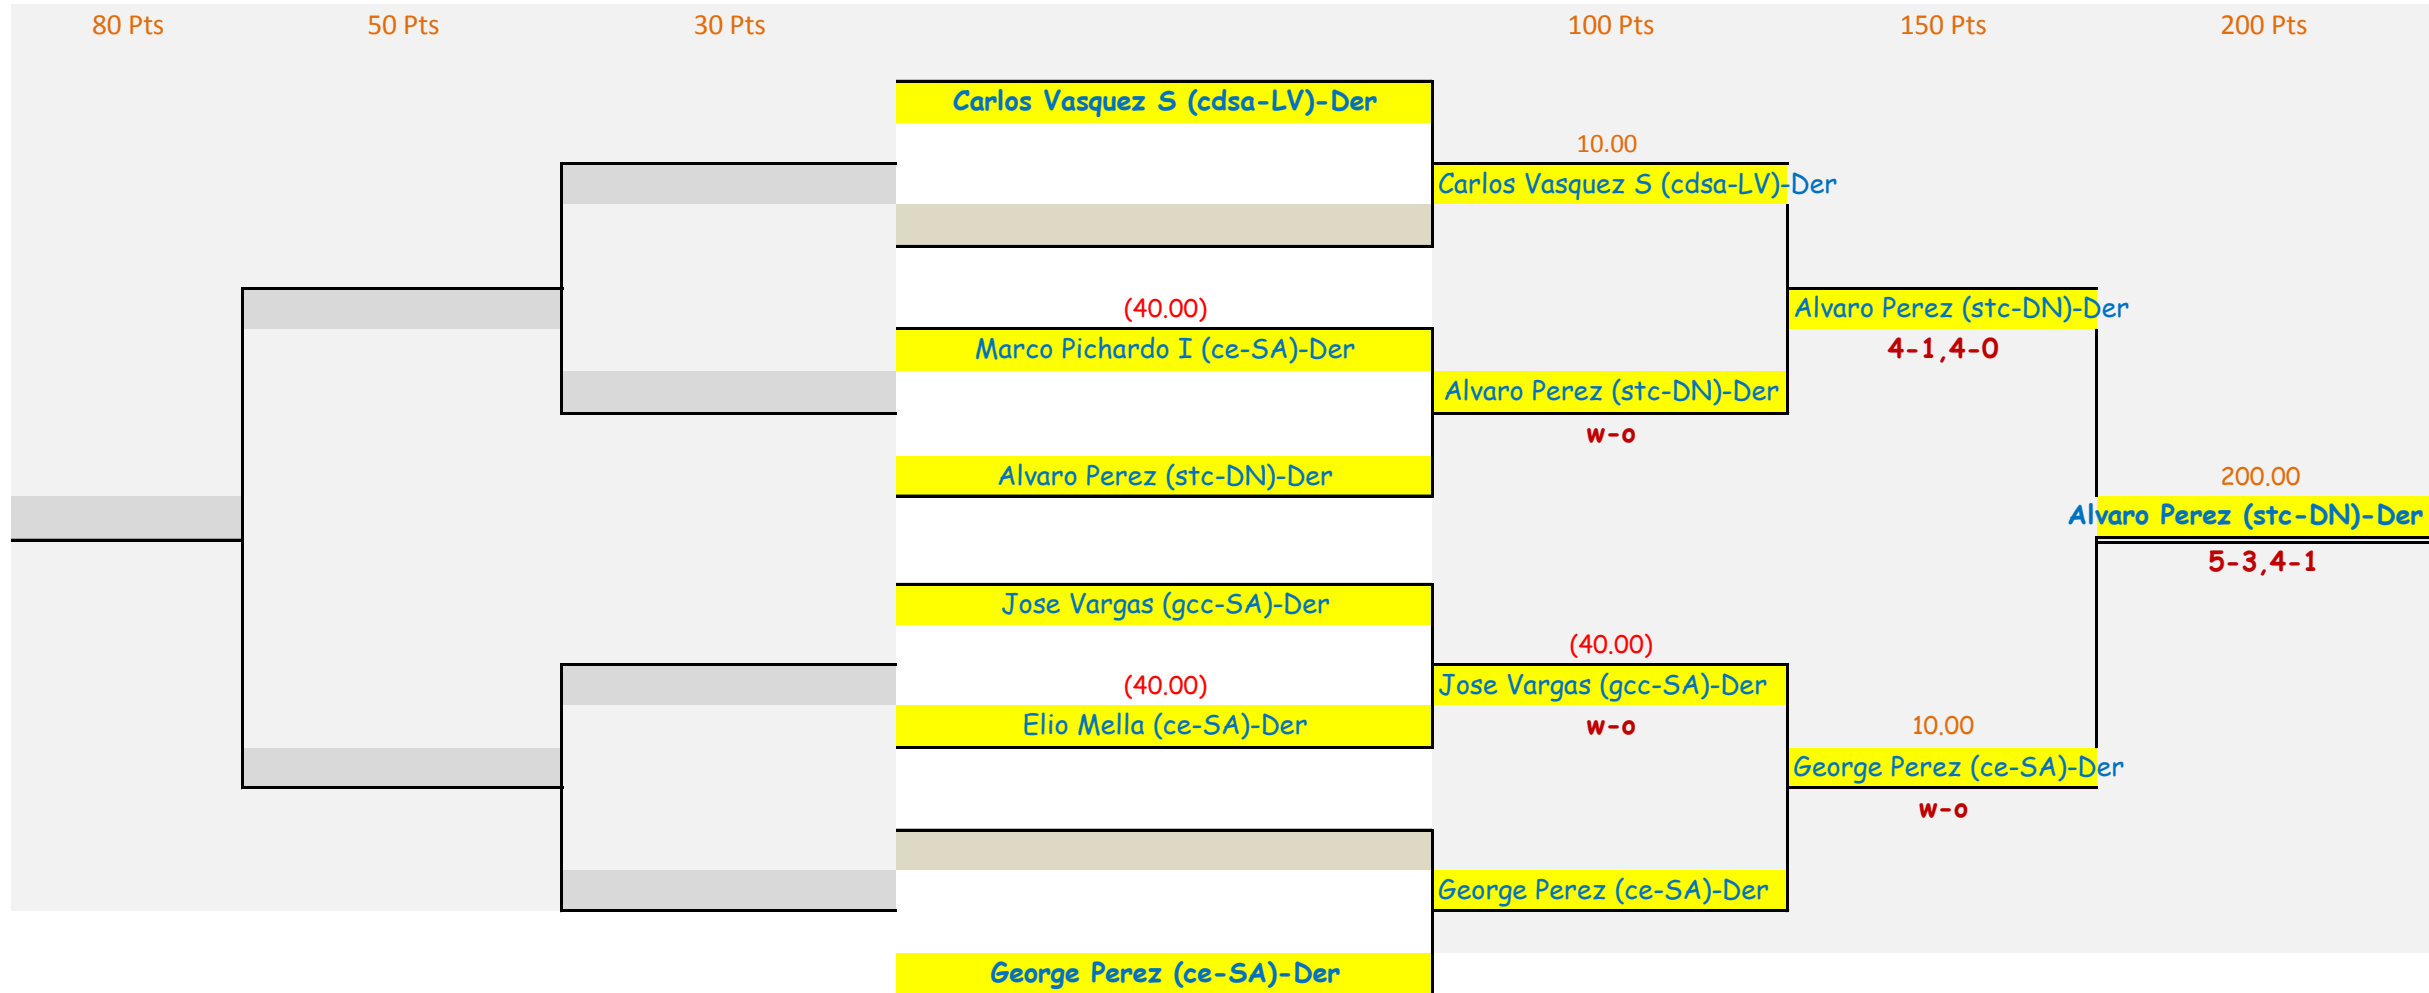 80 Pts 50 Pts 30 Pts 100 Pts 150 Pts 200 Pts
Carlos Vasquez S (cdsa-LV)-Der
10.00
Carlos Vasquez S (cdsa-LV)-Der
(40.00)
Alvaro Perez (stc-DN)-Der
Marco Pichardo I (ce-SA)-Der
4-1,4-0
Alvaro Perez (stc-DN)-Der
w-o
Alvaro Perez (stc-DN)-Der
200.00
Alvaro Perez (stc-DN)-Der
5-3,4-1
Jose Vargas (gcc-SA)-Der
(40.00)
(40.00)
Jose Vargas (gcc-SA)-Der
Elio Mella (ce-SA)-Der
w-o
10.00
George Perez (ce-SA)-Der
w-o
George Perez (ce-SA)-Der
George Perez (ce-SA)-Der